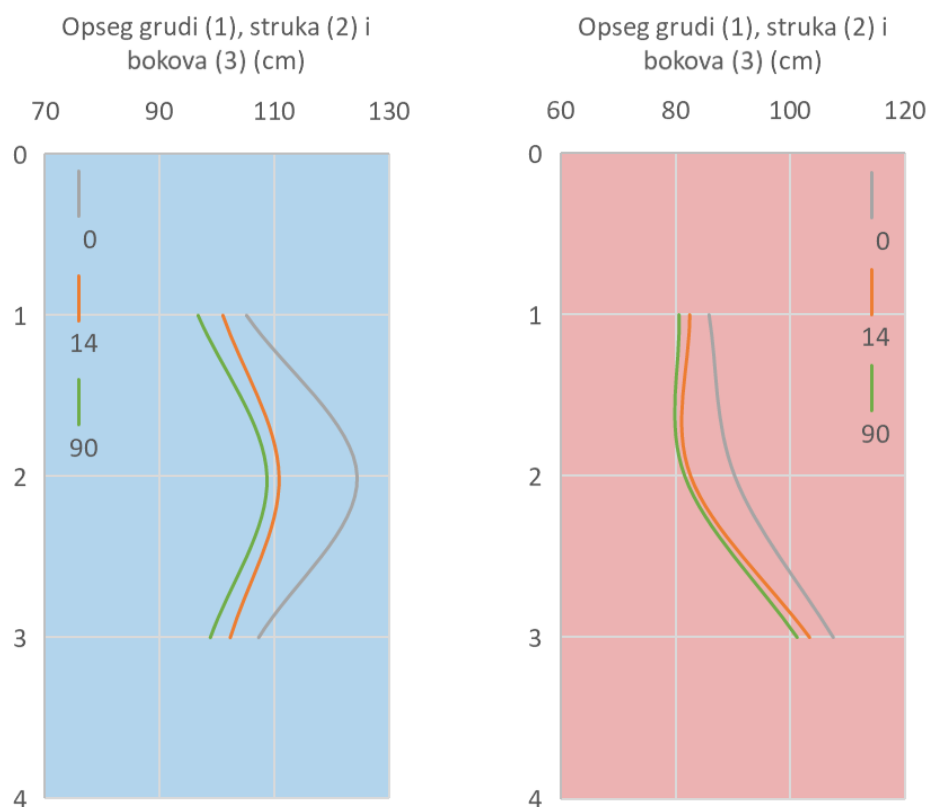 Opseg grudi (1), struka (2) i
bokova (3) (cm)
70 90 110 130
0
1
2
3
4
0
14
90
Opseg grudi (1), struka (2) i
bokova (3) (cm)
60 80 100 120
0
1
2
3
4
0
14
90